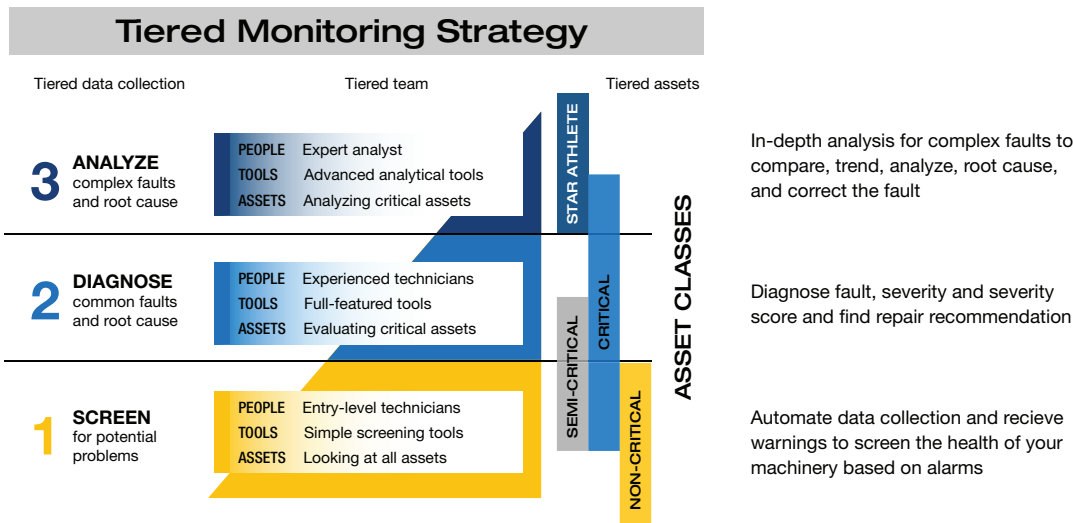 Tiered Monitoring Strategy
Tiered data collection
Tiered team
Tiered assets
3
ANALYZE
complex faults
and root cause
PEOPLE Expert analyst
TOOLS Advanced analytical tools
ASSETS Analyzing critical assets
STAR ATHLETE
In-depth analysis for complex faults to
compare, trend, analyze, root cause,
and correct the fault
2
DIAGNOSE
common faults
and root cause
PEOPLE Experienced technicians
TOOLS Full-featured tools
ASSETS Evaluating critical assets
CRITICAL
ASSET CLASSES
Diagnose fault, severity and severity
score and find repair recommendation
1
SCREEN
for potential
problems
PEOPLE Entry-level technicians
TOOLS Simple screening tools
ASSETS Looking at all assets
SEMI-CRITICAL
NON-CRITICAL
Automate data collection and recieve
warnings to screen the health of your
machinery based on alarms